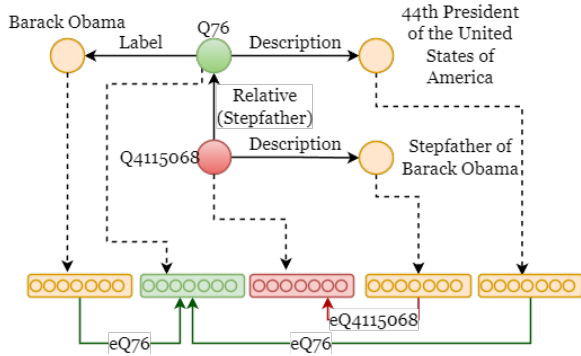 Barack Obama
Q76
44th President
of the United
States of
America
Label
Description
Relative
(Stepfather)
Q4115068
Description
Stepfather of
Barack Obama
eQ4115068
eQ76
eQ76